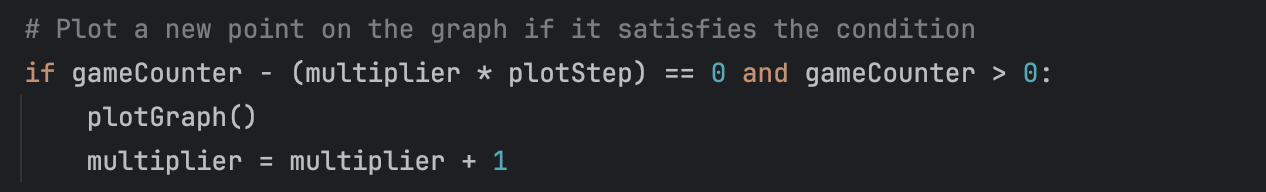 # Plot a new point on the graph if it satisfies the condition
if gameCounter - (multiplier * plotStep) == 0 and gameCounter > 0:
    plotGraph()
    multiplier = multiplier + 1